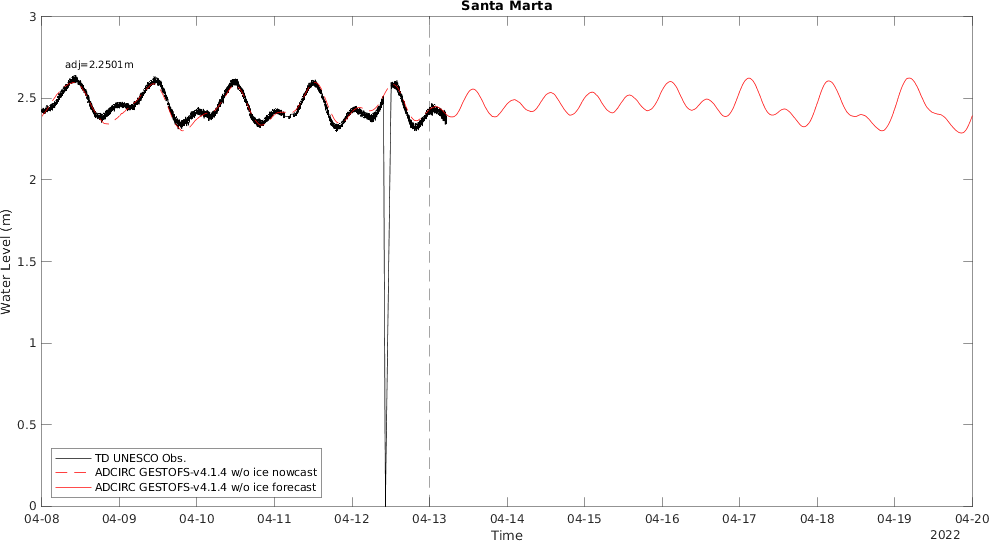 Santa Marta
adj=2.2501m
Water Level (m)
3
2.5
2
1.5
1
0.5
0
TD UNESCO Obs.
ADCIRC GESTOFS-v4.1.4 w/o ice nowcast
ADCIRC GESTOFS-v4.1.4 w/o ice forecast
04-08 04-09 04-10 04-11 04-12 04-13 04-14 04-15 04-16 04-17 04-18 04-19 04-20
Time
2022